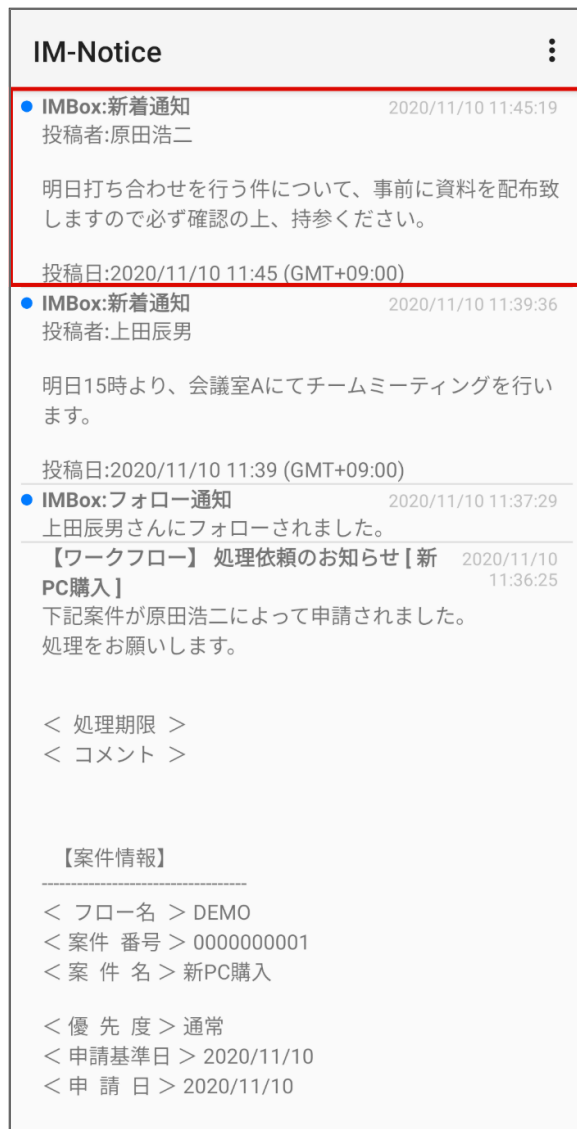 IM-Notice
IMBox:新着通知 2020/11/10 11:45:19
投稿者:原田浩二
明日打ち合わせを行う件について、事前に資料を配布致
しますので必ず確認の上、持参ください。
投稿日:2020/11/10 11:45 (GMT+09:00)
IMBox:新着通知 2020/11/10 11:39:36
投稿者:上田辰男
明日15時より、会議室Aにてチームミーティングを行い
ます。
投稿日:2020/11/10 11:39 (GMT+09:00)
IMBox:フォロー通知 2020/11/10 11:37:29
上田辰男さんにフォローされました。
【ワークフロー】 処理依頼のお知らせ [ 新 2020/11/10
PC購入 ] 11:36:25
下記案件が原田浩二によって申請されました。
処理をお願いします。
＜ 処理期限 ＞
＜ コメント ＞
【案件情報】
-----------------------------------
＜ フロー名 ＞ DEMO
＜ 案件 番号 ＞ 0000000001
＜ 案 件 名 ＞ 新PC購入
＜ 優 先 度 ＞ 通常
＜ 申請基準日 ＞ 2020/11/10
＜ 申 請 日 ＞ 2020/11/10